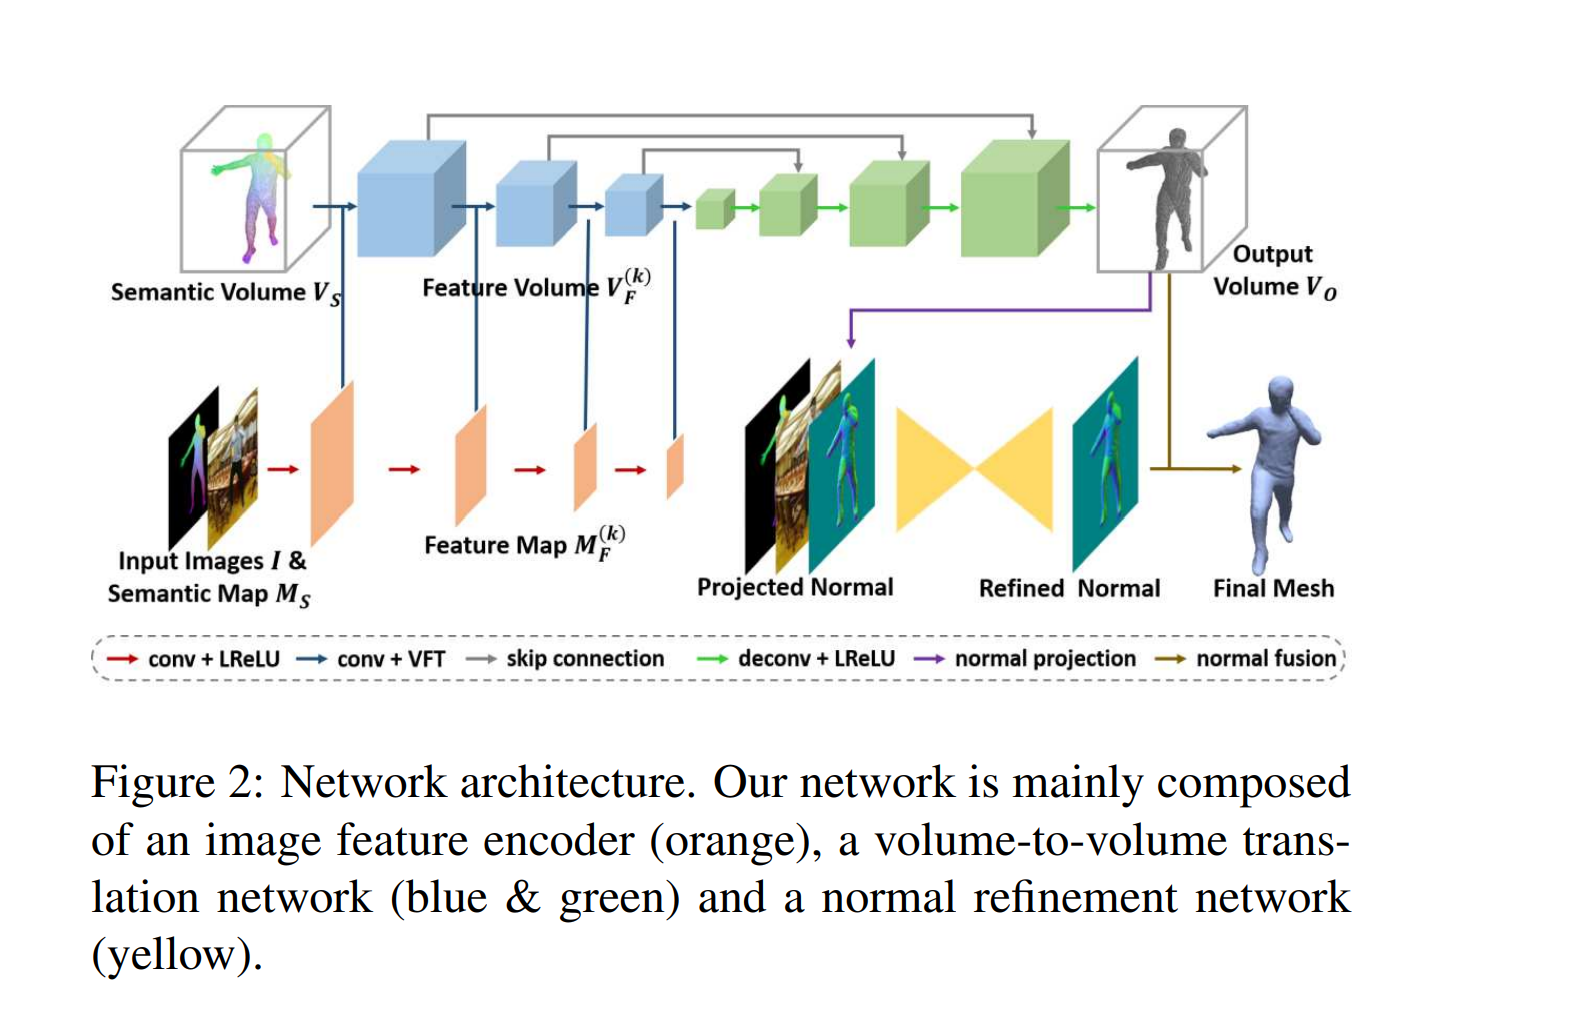 Semantic Volume V_S
Feature Volume V_F^(k)
Output
Volume V_O
Input Images I &
Semantic Map M_S
Feature Map M_F^(k)
Projected Normal
Refined Normal
Final Mesh
conv + LReLU
conv + VFT
skip connection
deconv + LReLU
normal projection
normal fusion
Figure 2: Network architecture. Our network is mainly composed
of an image feature encoder (orange), a volume-to-volume trans-
lation network (blue & green) and a normal refinement network
(yellow).